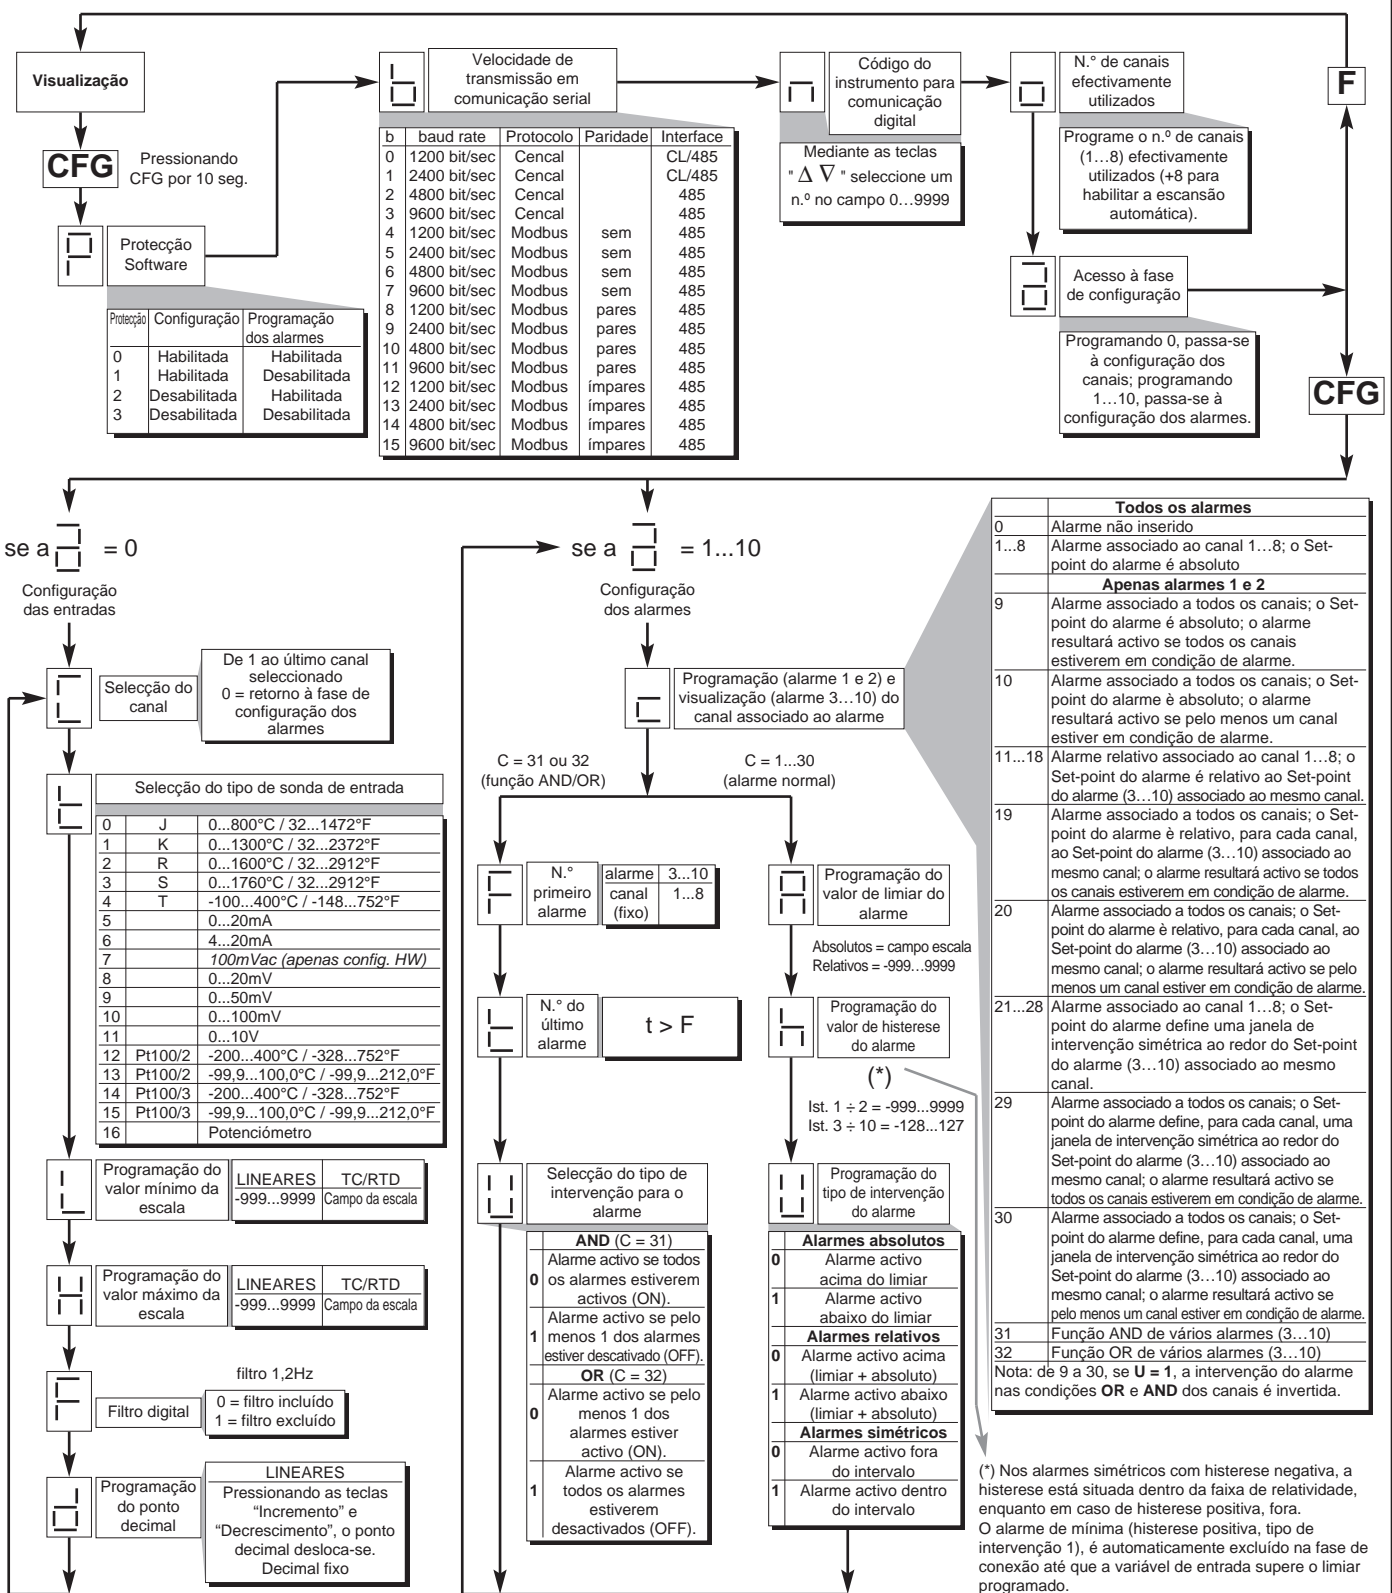 Visualização
CFG
Pressionando
CFG por 10 seg.
Protecção
Software
Protecção Configuração Programação
dos alarmes
0 Habilitada Habilitada
1 Habilitada Desabilitada
2 Desabilitada Habilitada
3 Desabilitada Desabilitada
b
Velocidade de
transmissão em
comunicação serial
b baud rate Protocolo Paridade Interface
0 1200 bit/sec Cencal CL/485
1 2400 bit/sec Cencal CL/485
2 4800 bit/sec Cencal 485
3 9600 bit/sec Cencal 485
4 1200 bit/sec Modbus sem 485
5 2400 bit/sec Modbus sem 485
6 4800 bit/sec Modbus sem 485
7 9600 bit/sec Modbus sem 485
8 1200 bit/sec Modbus pares 485
9 2400 bit/sec Modbus pares 485
10 4800 bit/sec Modbus pares 485
11 9600 bit/sec Modbus pares 485
12 1200 bit/sec Modbus ímpares 485
13 2400 bit/sec Modbus ímpares 485
14 4800 bit/sec Modbus ímpares 485
15 9600 bit/sec Modbus ímpares 485
n
Código do
instrumento para
comunicação
digital
Mediante as teclas
" Δ ∇ " seleccione um
n.º no campo 0…9999
N.° de canais
efectivamente
utilizados
Programe o n.º de canais
(1…8) efectivamente
utilizados (+8 para
habilitar a escansão
automática).
a
Acesso à fase
de configuração
Programando 0, passa-se
à configuração dos
canais; programando
1…10, passa-se à
configuração dos alarmes.
F
CFG
se a a = 0
Configuração
das entradas
C
Selecção do
canal
De 1 ao último canal
seleccionado
0 = retorno à fase de
configuração dos
alarmes
t
Selecção do tipo de sonda de entrada
0 J 0...800°C / 32...1472°F
1 K 0...1300°C / 32...2372°F
2 R 0...1600°C / 32...2912°F
3 S 0...1760°C / 32...2912°F
4 T -100...400°C / -148...752°F
5 0...20mA
6 4...20mA
7 100mVac (apenas config. HW)
8 0...20mV
9 0...50mV
10 0...100mV
11 0...10V
12 Pt100/2 -200...400°C / -328...752°F
13 Pt100/2 -99,9...100,0°C / -99,9...212,0°F
14 Pt100/3 -200...400°C / -328...752°F
15 Pt100/3 -99,9...100,0°C / -99,9...212,0°F
16 Potenciómetro
L
Programação do
valor mínimo da
escala
LINEARES TC/RTD
-999...9999 Campo da escala
H
Programação do
valor máximo da
escala
LINEARES TC/RTD
-999...9999 Campo da escala
F
Filtro digital
filtro 1,2Hz
0 = filtro incluído
1 = filtro excluído
d
Programação
do ponto
decimal
LINEARES
Pressionando as teclas
“Incremento” e
“Decrescimento”, o ponto
decimal desloca-se.
Decimal fixo
se a a = 1...10
Configuração
dos alarmes
c
Programação (alarme 1 e 2) e
visualização (alarme 3…10) do
canal associado ao alarme
C = 31 ou 32
(função AND/OR)
C = 1...30
(alarme normal)
F
N.°
primeiro
alarme
alarme 3...10
canal 1...8
(fixo)
t
N.° do
último
alarme
t > F
U
Selecção do tipo de
intervenção para o
alarme
AND (C = 31)
0 Alarme activo se todos
os alarmes estiverem
activos (ON).
1 Alarme activo se pelo
menos 1 dos alarmes
estiver descativado (OFF).
OR (C = 32)
0 Alarme activo se pelo
menos 1 dos
alarmes estiver
activo (ON).
1 Alarme activo se
todos os alarmes
estiverem
desactivados (OFF).
A
Programação do
valor de limiar do
alarme
Absolutos = campo escala
Relativos = -999…9999
h
Programação do
valor de histerese
do alarme
(*)
Ist. 1 ÷ 2 = -999...9999
Ist. 3 ÷ 10 = -128...127
U
Programação do
tipo de intervenção
do alarme
Alarmes absolutos
0 Alarme activo
acima do limiar
1 Alarme activo
abaixo do limiar
Alarmes relativos
0 Alarme activo acima
(limiar + absoluto)
1 Alarme activo abaixo
(limiar + absoluto)
Alarmes simétricos
0 Alarme activo fora
do intervalo
1 Alarme activo dentro
do intervalo
Todos os alarmes
0 Alarme não inserido
1...8 Alarme associado ao canal 1…8; o Set-
point do alarme é absoluto
Apenas alarmes 1 e 2
9 Alarme associado a todos os canais; o Set-
point do alarme é absoluto; o alarme
resultará activo se todos os canais
estiverem em condição de alarme.
10 Alarme associado a todos os canais; o Set-
point do alarme è absoluto; o alarme
resultará activo se pelo menos um canal
estiver em condição de alarme.
11...18 Alarme relativo associado ao canal 1…8; o
Set-point do alarme é relativo ao Set-point
do alarme (3…10) associado ao mesmo canal.
19 Alarme associado a todos os canais; o Set-
point do alarme è relativo, para cada canal,
ao Set-point do alarme (3…10) associado ao
mesmo canal; o alarme resultará activo se todos
os canais estiverem em condição de alarme.
20 Alarme associado a todos os canais; o Set-
point do alarme è relativo, para cada canal, ao
Set-point do alarme (3…10) associado ao
mesmo canal; o alarme resultará activo se pelo
menos um canal estiver em condição de alarme.
21...28 Alarme associado ao canal 1…8; o Set-
point do alarme define uma janela de
intervenção simétrica ao redor do Set-point
do alarme (3…10) associado ao mesmo
canal.
29 Alarme associado a todos os canais; o Set-
point do alarme define, para cada canal, uma
janela de intervenção simétrica ao redor do
Set-point do alarme (3…10) associado ao
mesmo canal; o alarme resultará activo se
todos os canais estiverem em condição de alarme.
30 Alarme associado a todos os canais; o Set-
point do alarme define, para cada canal, uma
janela de intervenção simétrica ao redor do
Set-point do alarme (3…10) associado ao
mesmo canal; o alarme resultará activo se
pelo menos um canal estiver em condição de alarme.
31 Função AND de vários alarmes (3…10)
32 Função OR de vários alarmes (3…10)
Nota: de 9 a 30, se U = 1, a intervenção do alarme
nas condições OR e AND dos canais é invertida.
(*) Nos alarmes simétricos com histerese negativa, a
histerese está situada dentro da faixa de relatividade,
enquanto em caso de histerese positiva, fora.
O alarme de mínima (histerese positiva, tipo de
intervenção 1), é automaticamente excluído na fase de
conexão até que a variável de entrada supere o limiar
programado.